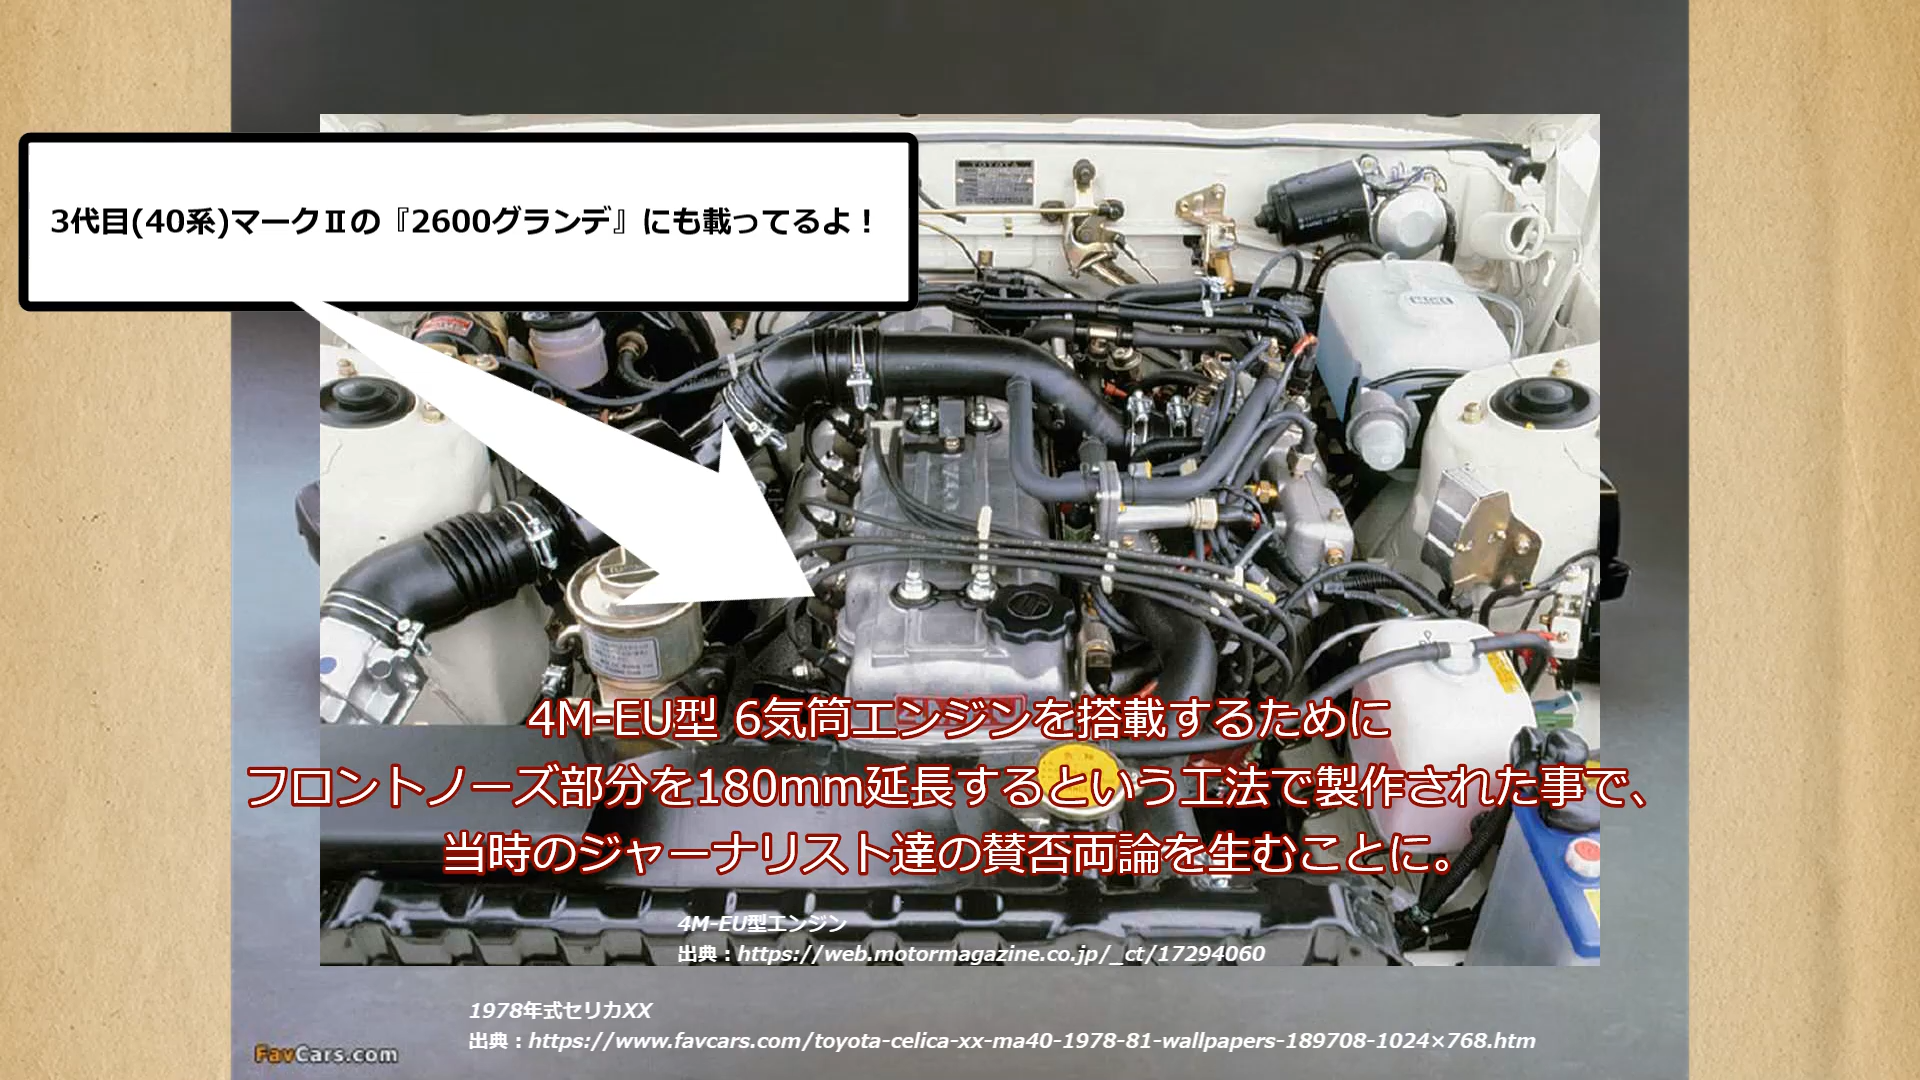 3代目(40系)マークⅡの『2600グランデ』にも載ってるよ！
TOYOTA
4M-EU型 6気筒エンジンを搭載するために
フロントノーズ部分を180mm延長するという工法で製作された事で、
当時のジャーナリスト達の賛否両論を生むことに。
4M-EU型エンジン
出典：https://web.motormagazine.co.jp/_ct/17294060
1978年式セリカXX
出典：https://www.favcars.com/toyota-celica-xx-ma40-1978-81-wallpapers-189708-1024×768.htm
FavCars.com